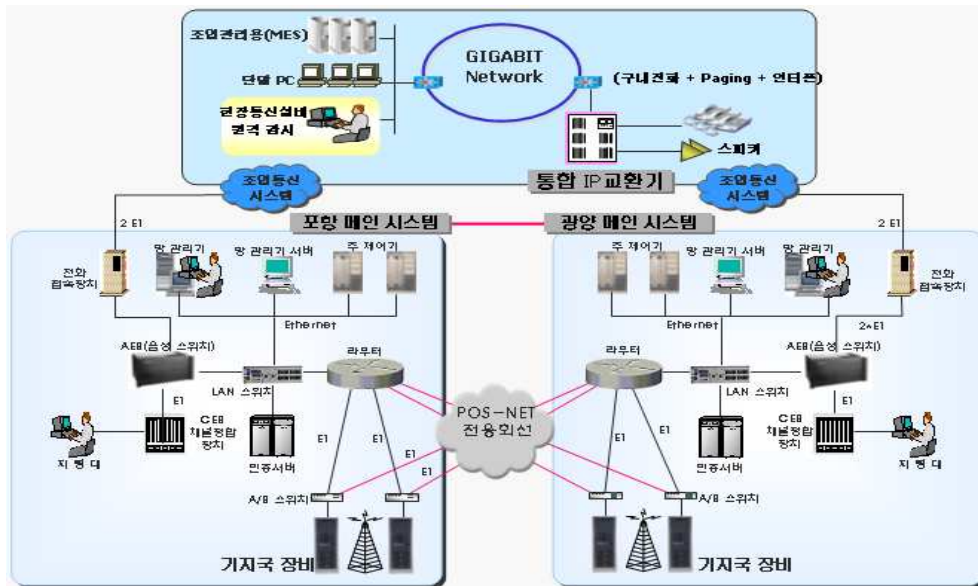 조업관리용(MES)
단말 PC
현장통신설비
원격 감시
GIGABIT
Network
(구내전화 + Paging + 인터폰)
스피커
통합 IP교환기
조업통신
시스템
조업통신
시스템
포항 메인 시스템
광양 메인 시스템
2 E1
2 E1
망 관리기
망 관리기 서버
주 제어기
전화
접속장치
Ethernet
AEB(음성 스위치)
LAN 스위치
라우터
E1
CEB
채널정합
장치
지령대
인증서버
E1
E1
A/B 스위치
기지국 장비
POS-NET
전용회선
주 제어기
망 관리기 서버
망 관리기
전화
접속장치
Ethernet
2*E1
라우터
AEB(음성 스위치)
LAN 스위치
E1
CEB
채널정합
장치
지령대
인증서버
E1
E1
A/B 스위치
기지국 장비